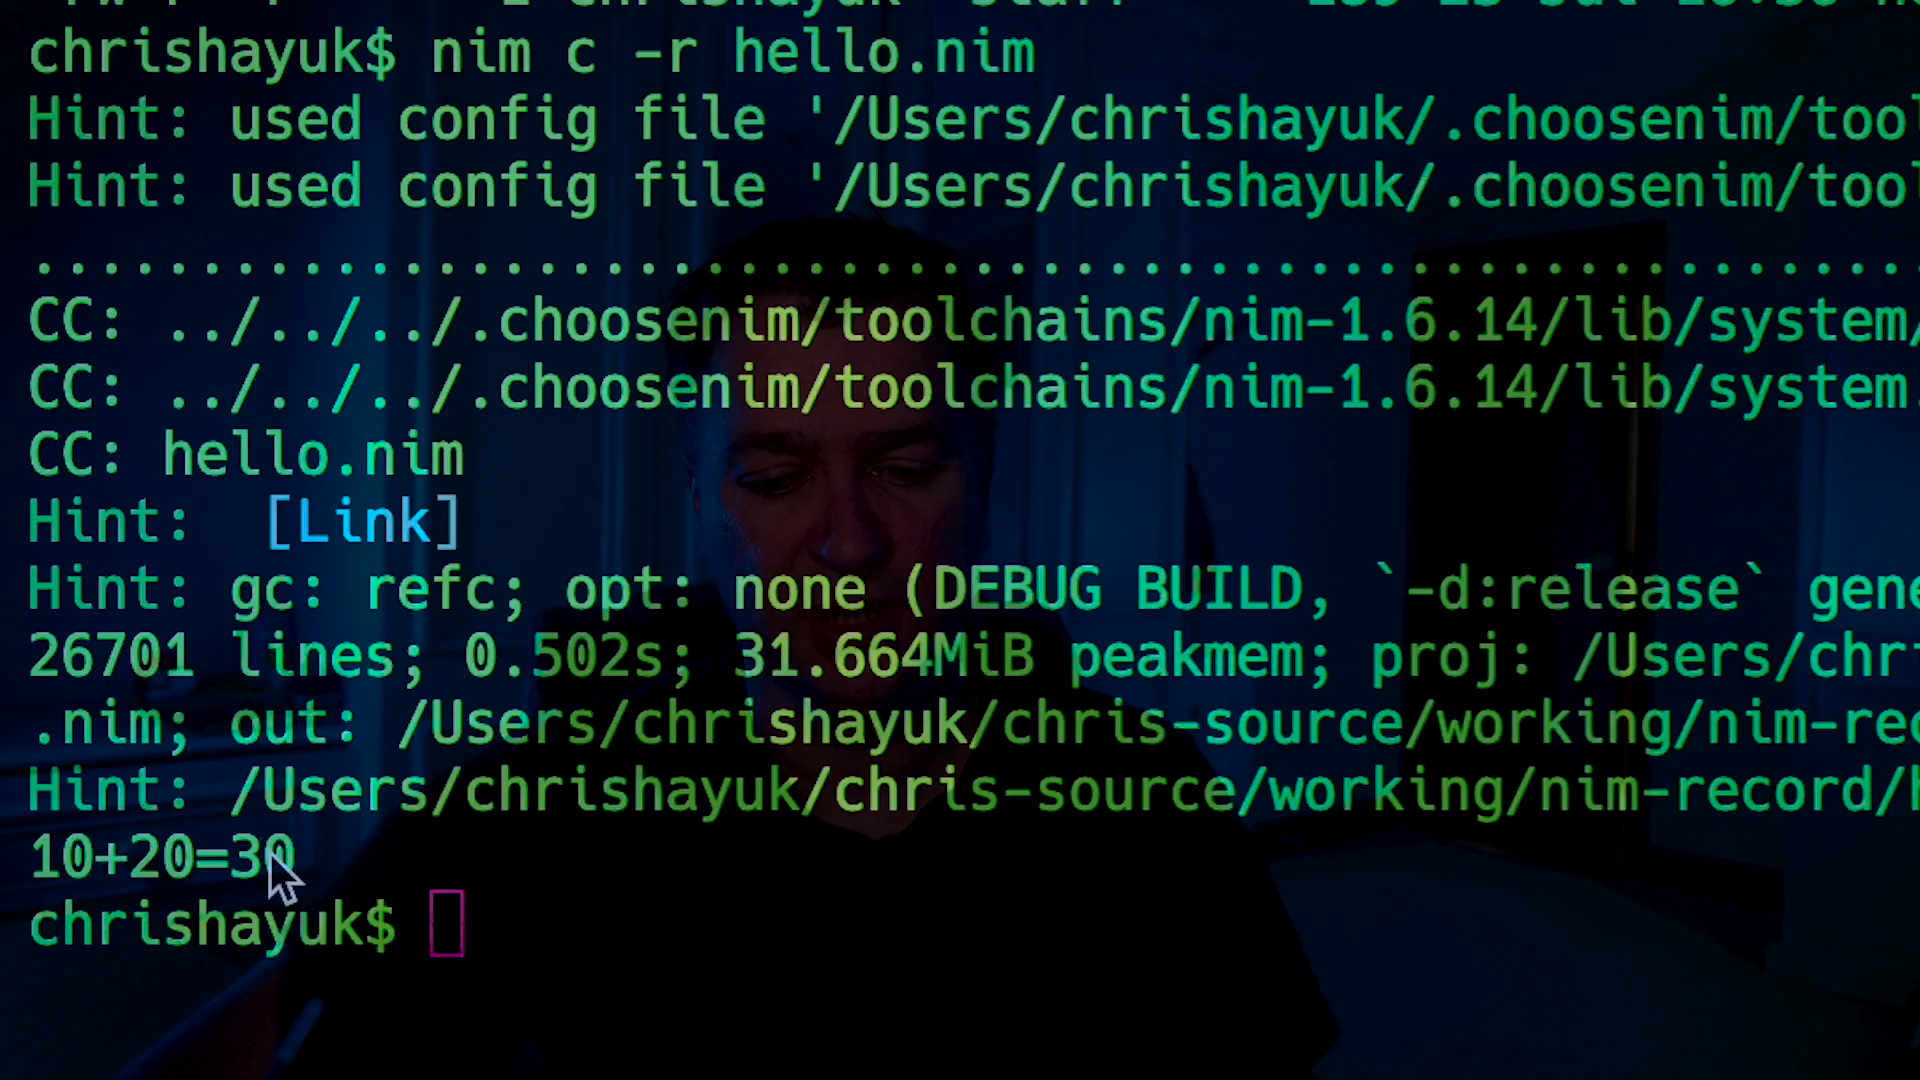 chrishayuk$ nim c -r hello.nim
Hint: used config file '/Users/chrishayuk/.choosenim/tool
Hint: used config file '/Users/chrishayuk/.choosenim/tool
........................................................
CC: ../../../.choosenim/toolchains/nim-1.6.14/lib/system/
CC: ../../../.choosenim/toolchains/nim-1.6.14/lib/system.
CC: hello.nim
Hint:  [Link]
Hint: gc: refc; opt: none (DEBUG BUILD, `-d:release` gene
26701 lines; 0.502s; 31.664MiB peakmem; proj: /Users/chri
.nim; out: /Users/chrishayuk/chris-source/working/nim-rec
Hint: /Users/chrishayuk/chris-source/working/nim-record/h
10+20=30
chrishayuk$